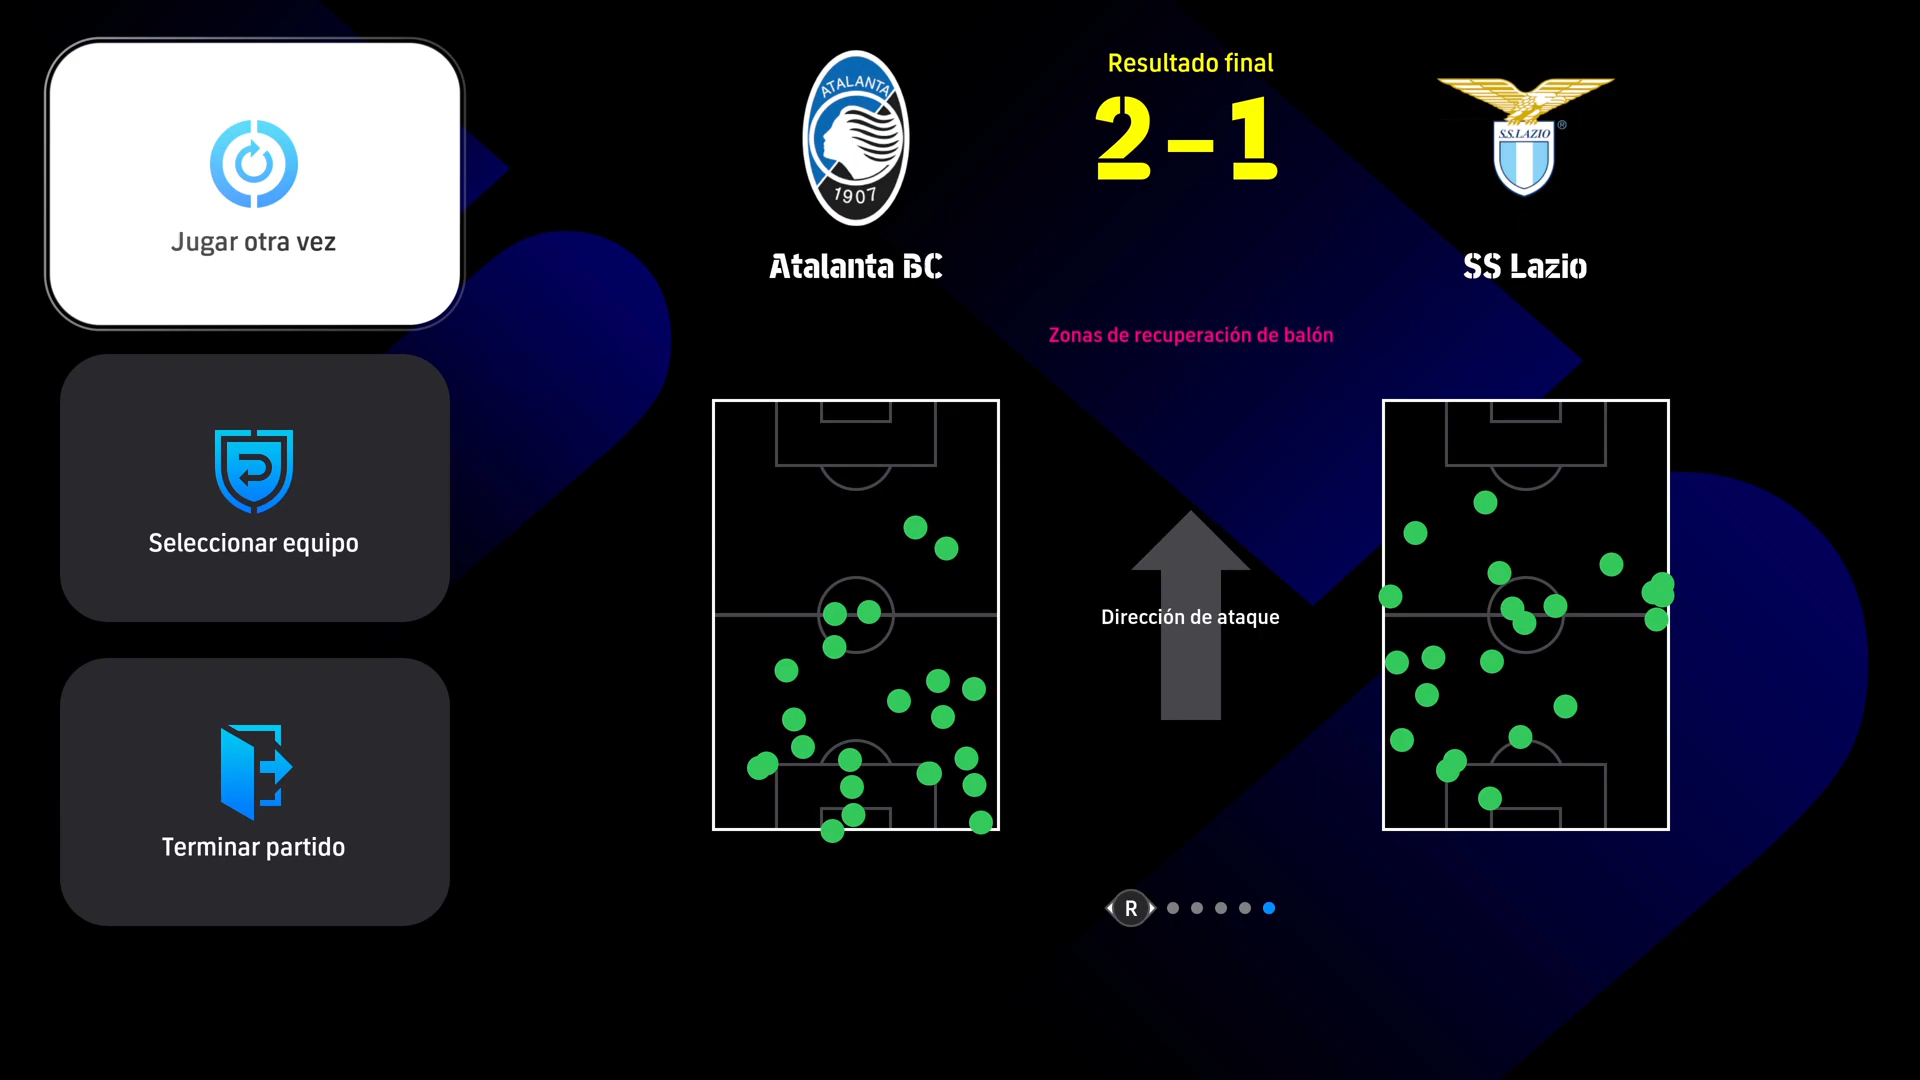 Jugar otra vez
Seleccionar equipo
Terminar partido
ATALANTA
1907
Atalanta BC
Resultado final
2-1
S.S.LAZIO
®
SS Lazio
Zonas de recuperación de balón
Dirección de ataque
R